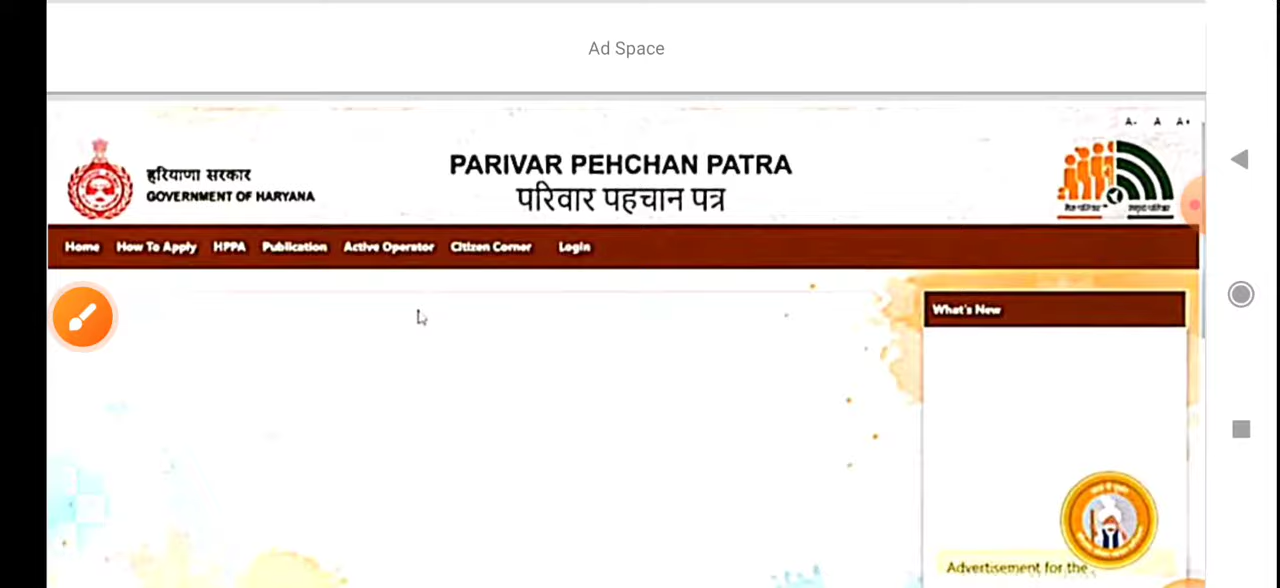 Ad Space
A- A A+
हरियाणा सरकार
GOVERNMENT OF HARYANA
PARIVAR PEHCHAN PATRA
परिवार पहचान पत्र
Home How To Apply HPPA Publication Active Operator Citizen Corner Login
What's New
Advertisement for the